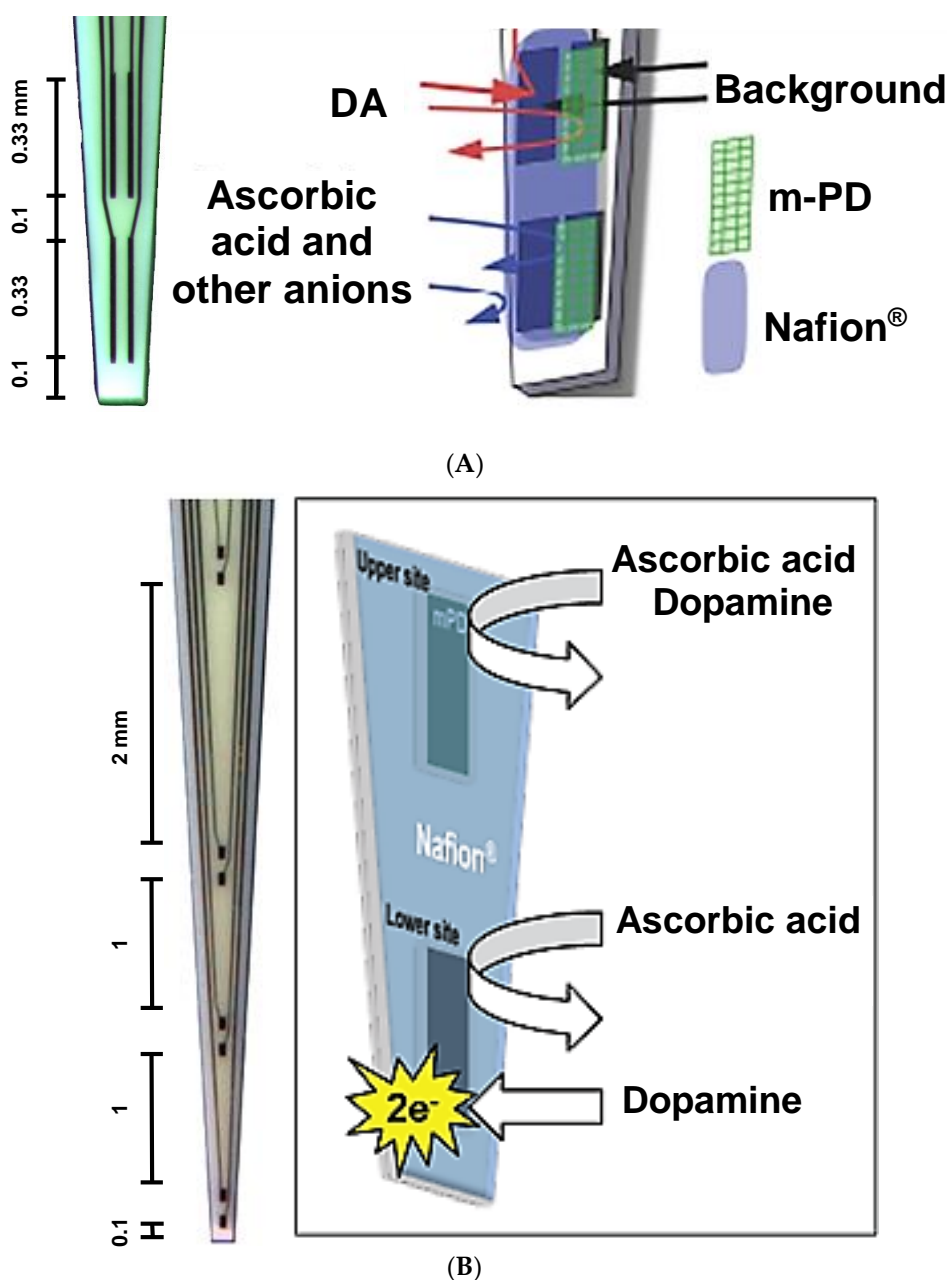 0.33 mm
0.1
0.33
0.1
DA
Background
Ascorbic
acid and
other anions
m-PD
Nafion®
(A)
2 mm
1
1
0.1
Upper site
mPD
Nafion®
Lower site
2e-
Ascorbic acid
Dopamine
Ascorbic acid
Dopamine
(B)